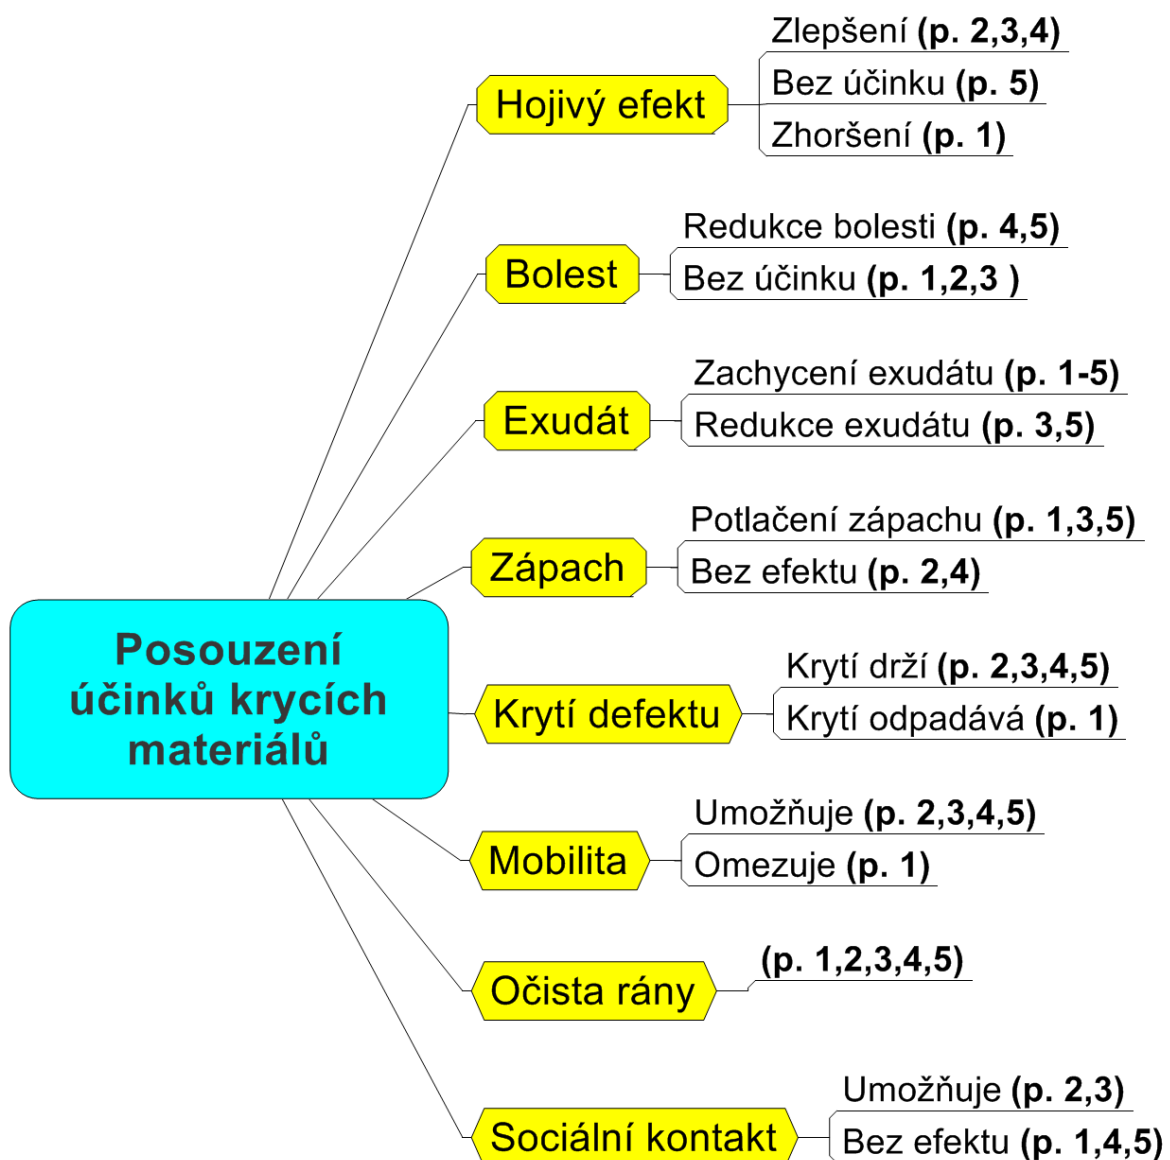 Zlepšení (p. 2,3,4)
Hojivý efekt
Bez účinku (p. 5)
Zhoršení (p. 1)
Redukce bolesti (p. 4,5)
Bolest
Bez účinku (p. 1,2,3 )
Zachycení exudátu (p. 1-5)
Exudát
Redukce exudátu (p. 3,5)
Potlačení zápachu (p. 1,3,5)
Zápach
Bez efektu (p. 2,4)
Posouzení
účinků krycích
materiálů
Krytí drží (p. 2,3,4,5)
Krytí defektu
Krytí odpadává (p. 1)
Umožňuje (p. 2,3,4,5)
Mobilita
Omezuje (p. 1)
(p. 1,2,3,4,5)
Očista rány
Umožňuje (p. 2,3)
Sociální kontakt
Bez efektu (p. 1,4,5)